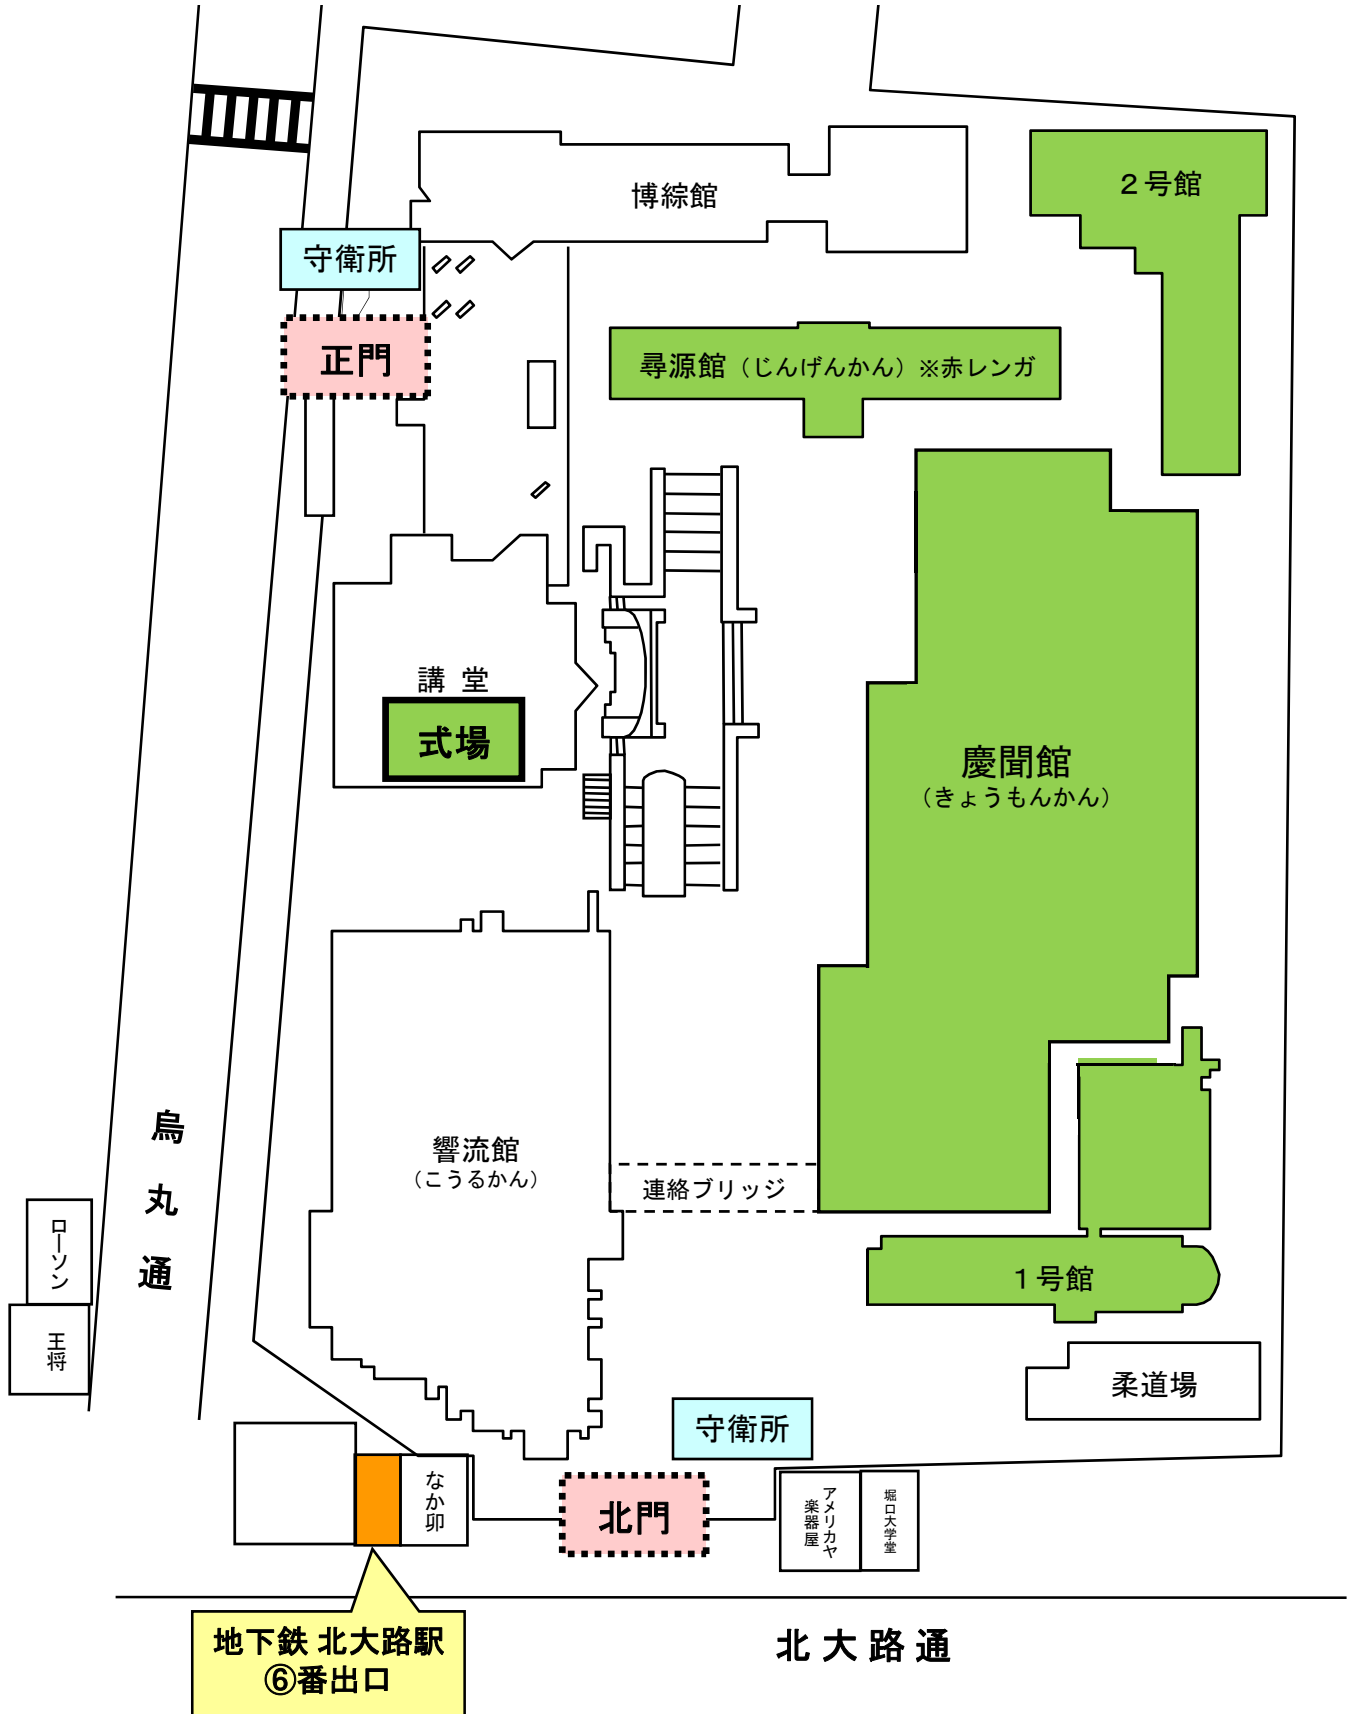 博綜館
２号館
守衛所
正門
尋源館（じんげんかん）※赤レンガ
講 堂
式場
慶聞館
（きょうもんかん）
烏丸通
響流館
（こうるかん）
連絡ブリッジ
ローソン
王将
１号館
柔道場
守衛所
なか卯
北門
アメリカヤ
楽器屋
堀口大学堂
地下鉄 北大路駅
⑥番出口
北大路通